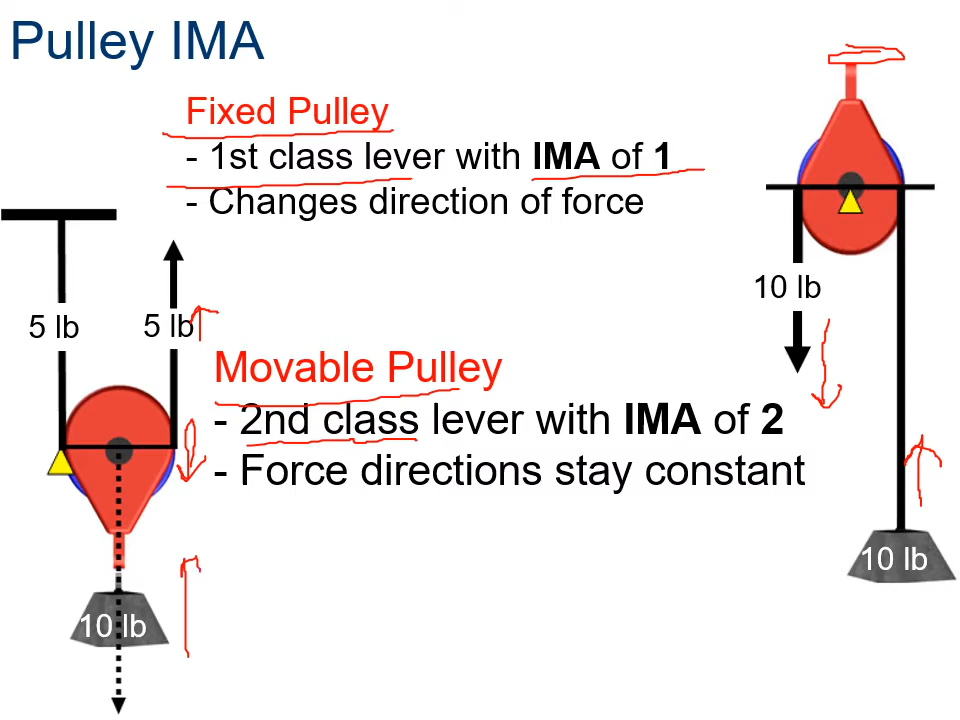 Pulley IMA
Fixed Pulley
- 1st class lever with IMA of 1
- Changes direction of force
10 lb
5 lb
5 lb
Movable Pulley
- 2nd class lever with IMA of 2
- Force directions stay constant
10 lb
10 lb